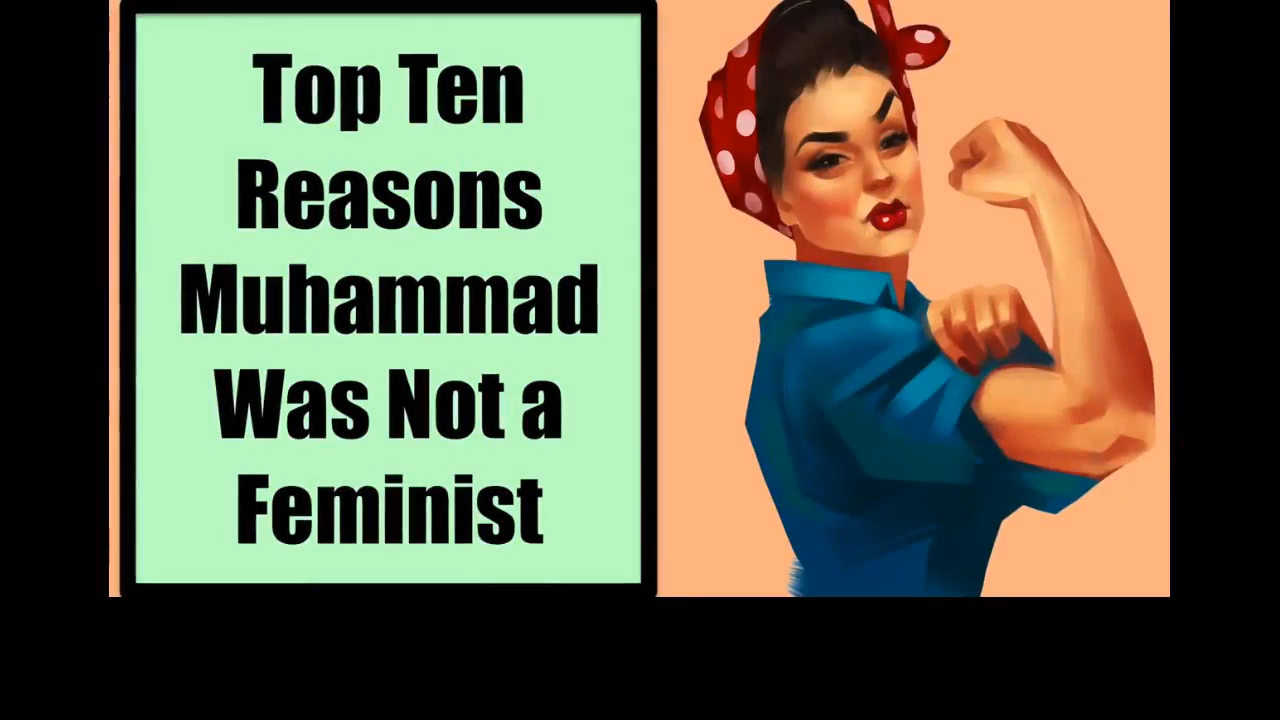 Top Ten
Reasons
Muhammad
Was Not a
Feminist